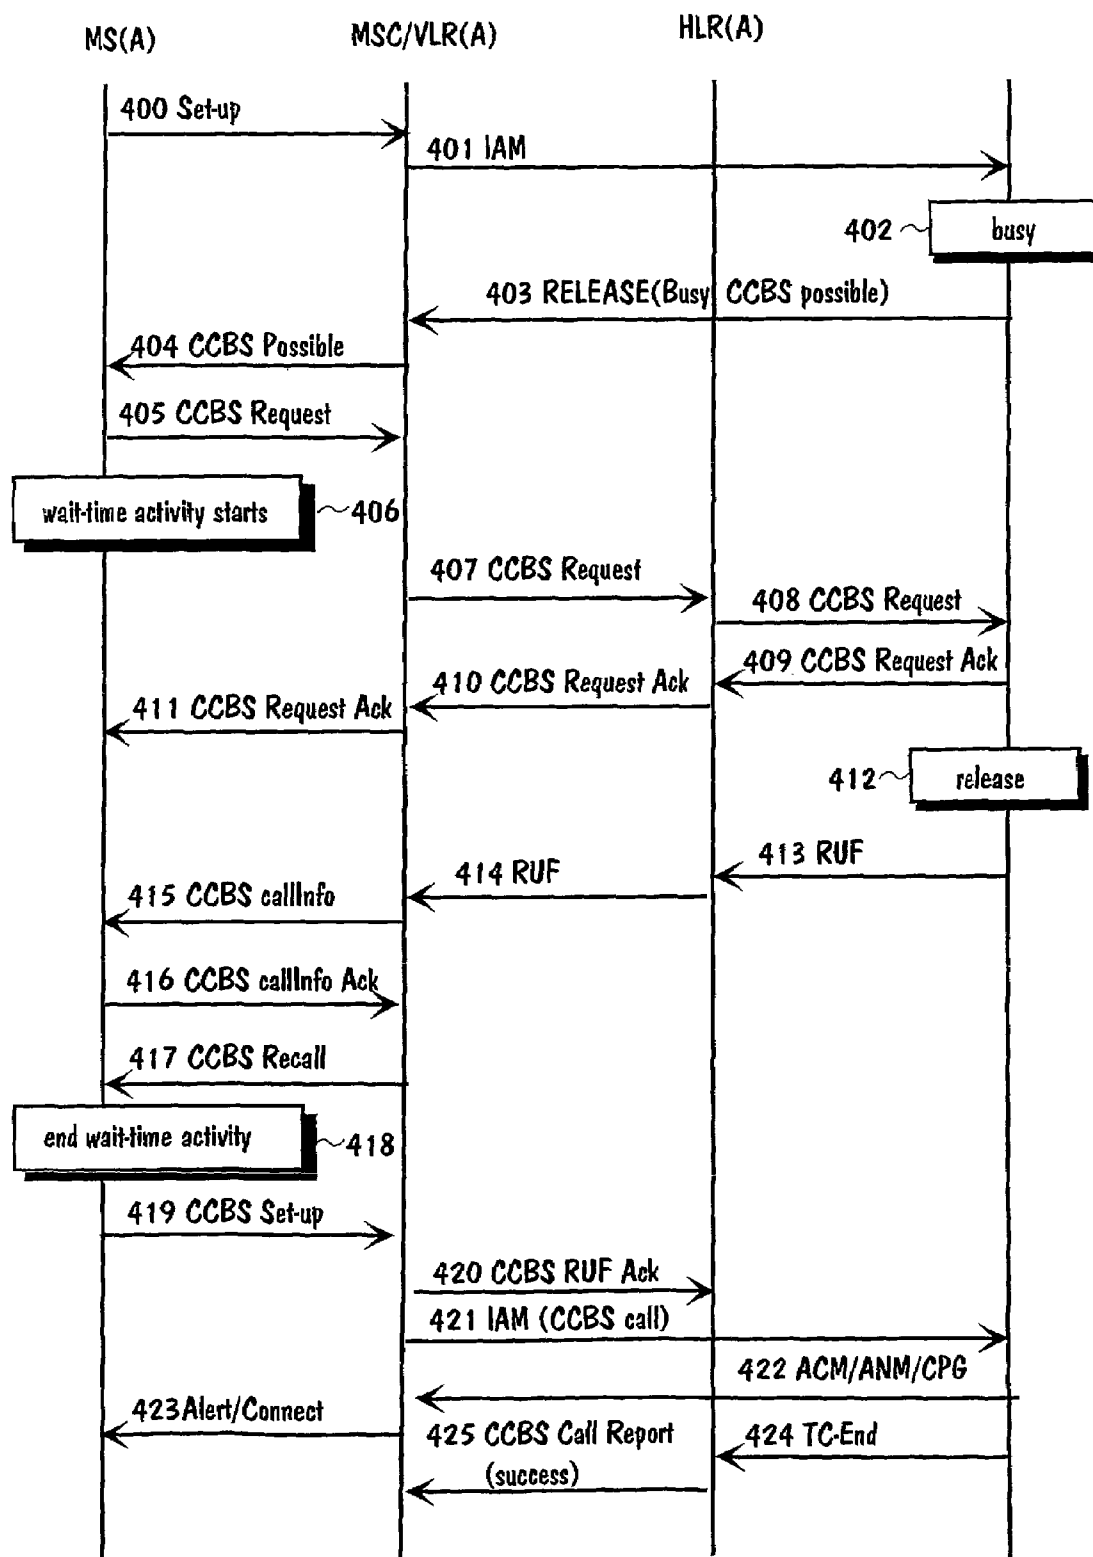 MS(A)
MSC/VLR(A)
HLR(A)
400 Set-up
401 IAM
402
busy
403 RELEASE(Busy CCBS possible)
404 CCBS Possible
405 CCBS Request
wait-time activity starts
406
407 CCBS Request
408 CCBS Request
409 CCBS Request Ack
410 CCBS Request Ack
411 CCBS Request Ack
412
release
413 RUF
414 RUF
415 CCBS callInfo
416 CCBS callInfo Ack
417 CCBS Recall
end wait-time activity
418
419 CCBS Set-up
420 CCBS RUF Ack
421 IAM (CCBS call)
422 ACM/ANM/CPG
423Alert/Connect
425 CCBS Call Report
(success)
424 TC-End